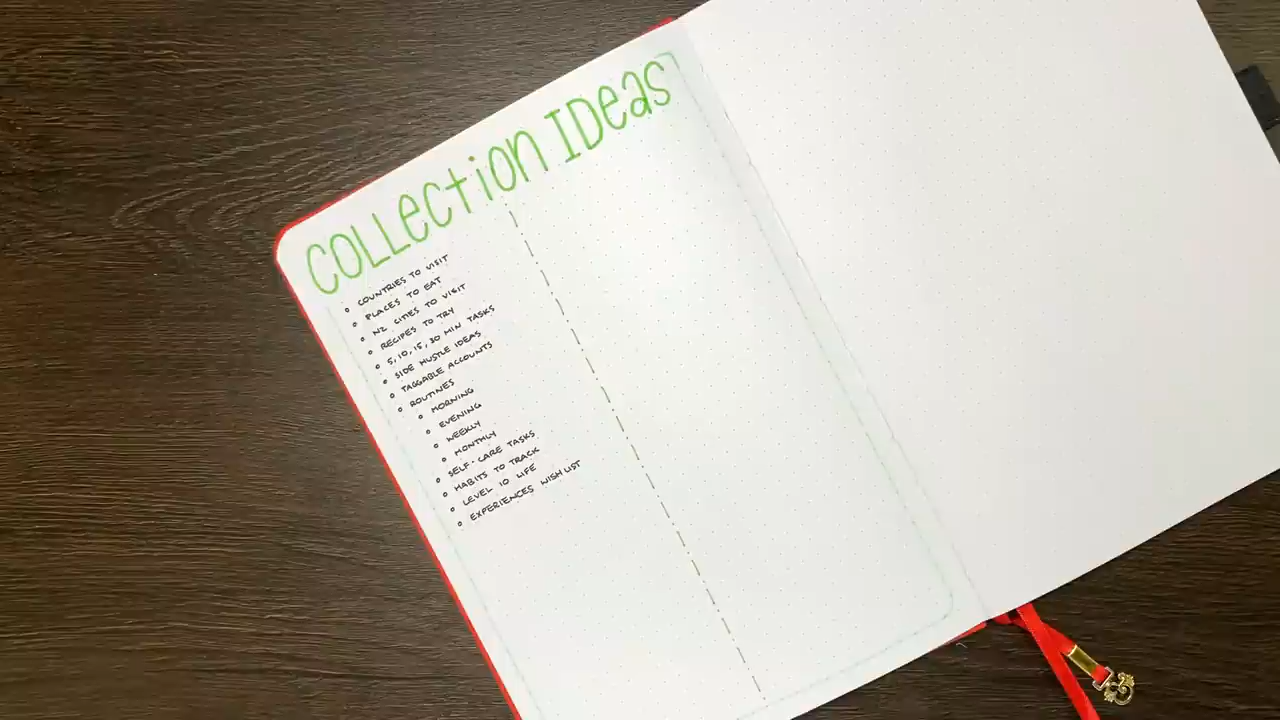 COLLECTION IDEAS
COUNTRIES TO VISIT
PLACES TO EAT
NZ CITIES TO VISIT
RECIPES TO TRY
5, 10, 15, 30 MIN TASKS
SIDE HUSTLE IDEAS
TAGGABLE ACCOUNTS
ROUTINES
MORNING
EVENING
WEEKLY
MONTHLY
SELF-CARE TASKS
HABITS TO TRACK
LEVEL 10 LIFE
EXPERIENCES WISH LIST